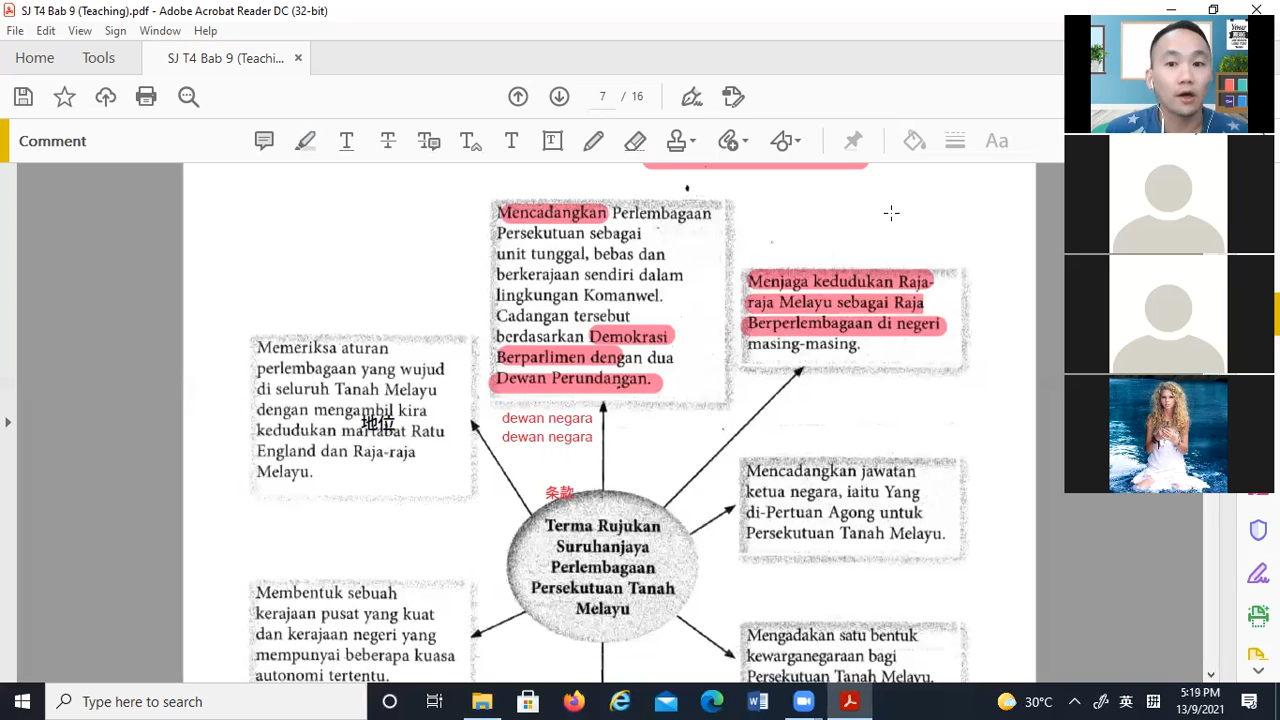 SJ T4 Bab 9 (Teaching).pdf - Adobe Acrobat Reader DC (32-bit)
File Edit View Sign Window Help
Home Tools SJ T4 Bab 9 (Teachi...
7 / 16
Comment
Mencadangkan Perlembagaan
Persekutuan sebagai
unit tunggal, bebas dan
berkerajaan sendiri dalam
lingkungan Komanwel.
Cadangan tersebut
berdasarkan Demokrasi
Berparlimen dengan dua
Dewan Perundangan.
Menjaga kedudukan Raja-
raja Melayu sebagai Raja
Berperlembagaan di negeri
masing-masing.
Memeriksa aturan
perlembagaan yang wujud
di seluruh Tanah Melayu
dengan mengambil kira
kedudukan martabat Ratu
England dan Raja-raja
Melayu.
地位
dewan negara
dewan negara
条款
Terma Rujukan
Suruhanjaya
Perlembagaan
Persekutuan Tanah
Melayu
Mencadangkan jawatan
ketua negara, iaitu Yang
di-Pertuan Agong untuk
Persekutuan Tanah Melayu.
Membentuk sebuah
kerajaan pusat yang kuat
dan kerajaan negeri yang
mempunyai beberapa kuasa
autonomi tertentu.
Mengadakan satu bentuk
kewarganegaraan bagi
Persekutuan Tanah Melayu.
Type here to search
30°C
英
拼
5:19 PM
13/9/2021